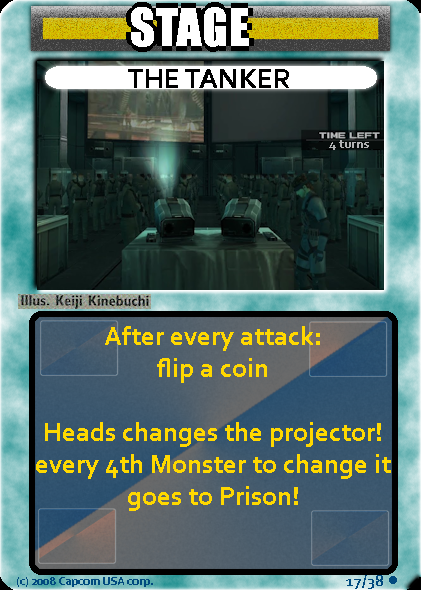 STAGE
THE TANKER
TIME LEFT
4 turns
Illus. Keiji Kinebuchi
After every attack:
flip a coin
Heads changes the projector!
every 4th Monster to change it
goes to Prison!
(c) 2008 Capcom USA corp.
17/38